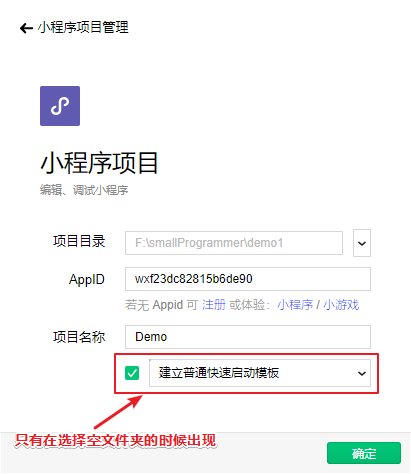 小程序项目管理
小程序项目
编辑、调试小程序
项目目录 F:\smallProgrammer\demo1
AppID wxf23dc82815b6de90
若无 Appid 可 注册 或体验：小程序 / 小游戏
项目名称 Demo
建立普通快速启动模板
只有在选择空文件夹的时候出现
确定